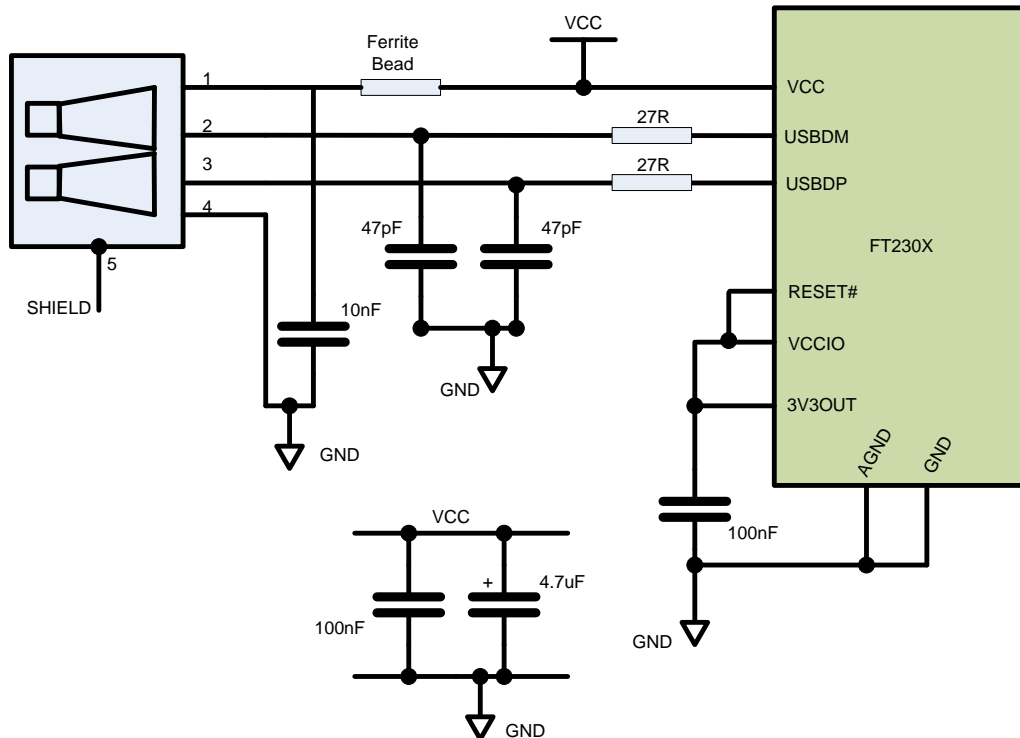 VCC
Ferrite
Bead
1
VCC
27R
2
USBDM
27R
3
USBDP
4
47pF
47pF
FT230X
5
SHIELD
RESET#
10nF
VCCIO
GND
3V3OUT
GND
AGND
GND
VCC
100nF
+
4.7uF
100nF
GND
GND